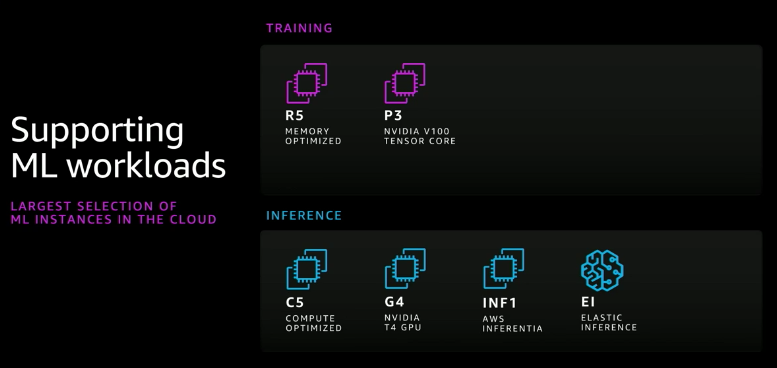 Supporting
ML workloads
LARGEST SELECTION OF
ML INSTANCES IN THE CLOUD
TRAINING
R5
MEMORY
OPTIMIZED
P3
NVIDIA V100
TENSOR CORE
INFERENCE
C5
COMPUTE
OPTIMIZED
G4
NVIDIA
T4 GPU
INF1
AWS
INFERENTIA
EI
ELASTIC
INFERENCE